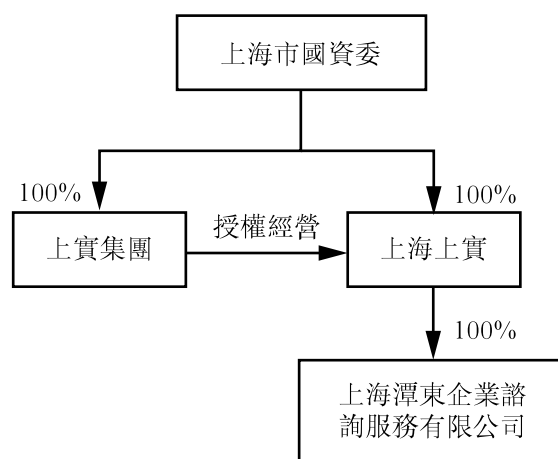 上海市國資委
100%
100%
上實集團
授權經營
上海上實
100%
上海潭東企業諮
詢服務有限公司